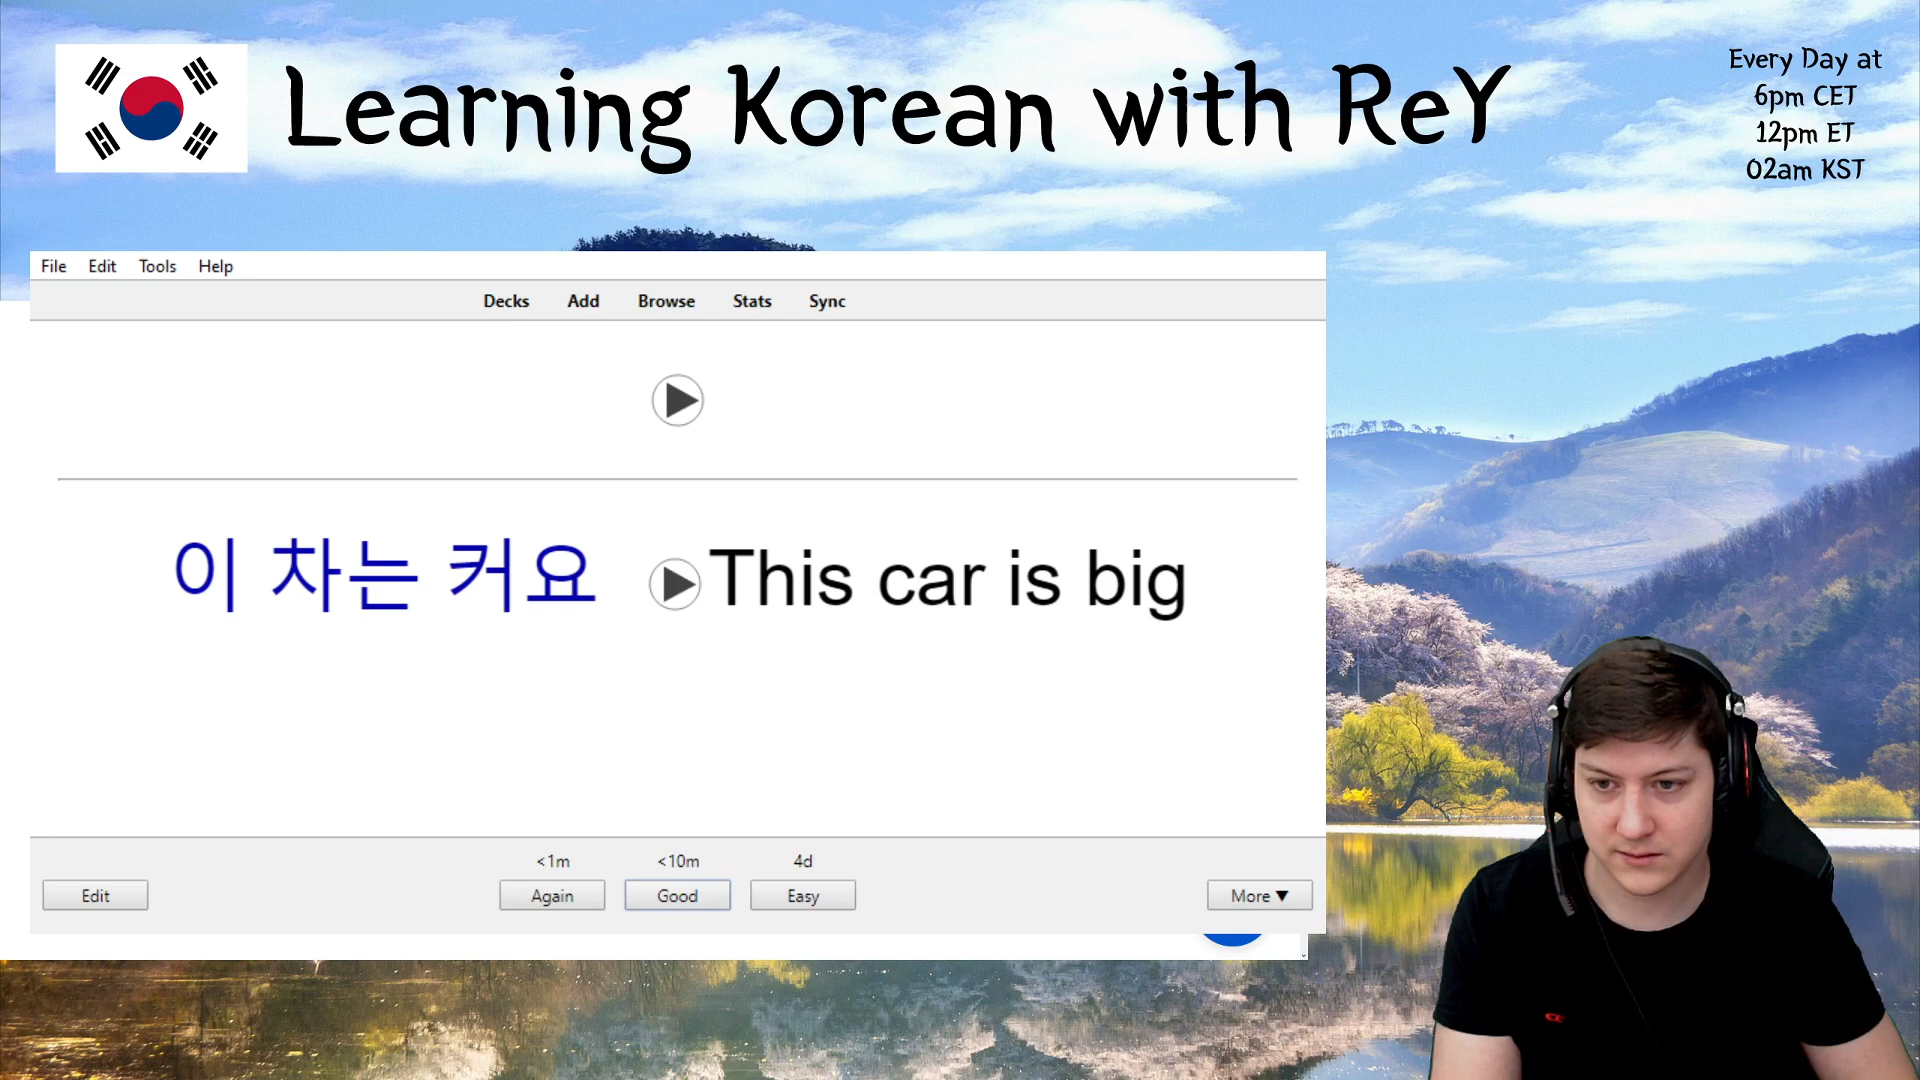 Learning Korean with ReY
Every Day at
6pm CET
12pm ET
02am KST
File Edit Tools Help
Decks Add Browse Stats Sync
이 차는 커요 This car is big
<1m <10m 4d
Edit Again Good Easy More ▼